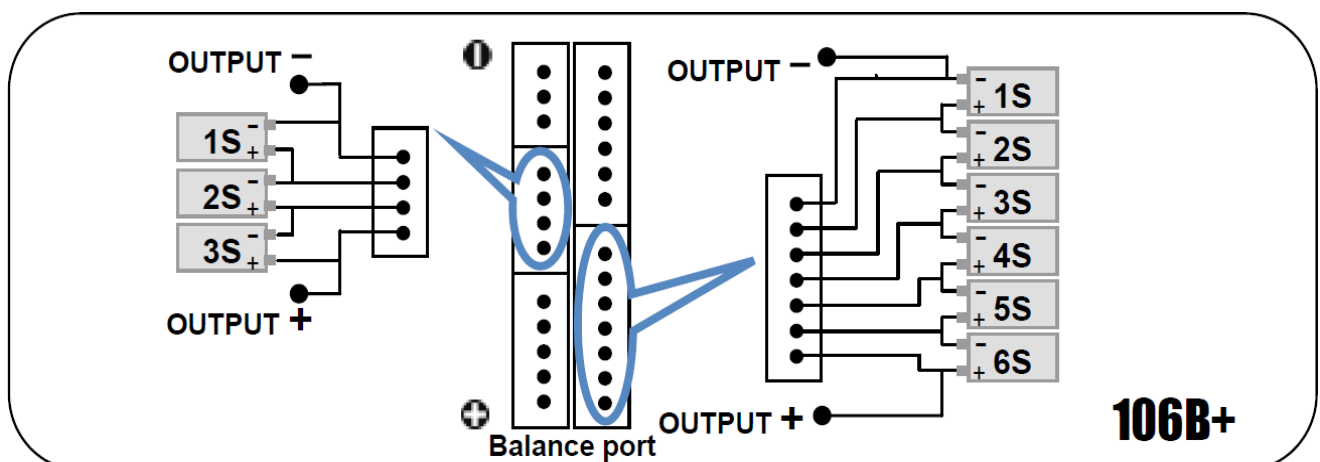 OUTPUT −
1S - +
2S - +
3S - +
OUTPUT +
Balance port
OUTPUT −
- + 1S
- + 2S
- + 3S
- + 4S
- + 5S
- + 6S
OUTPUT +
106B+